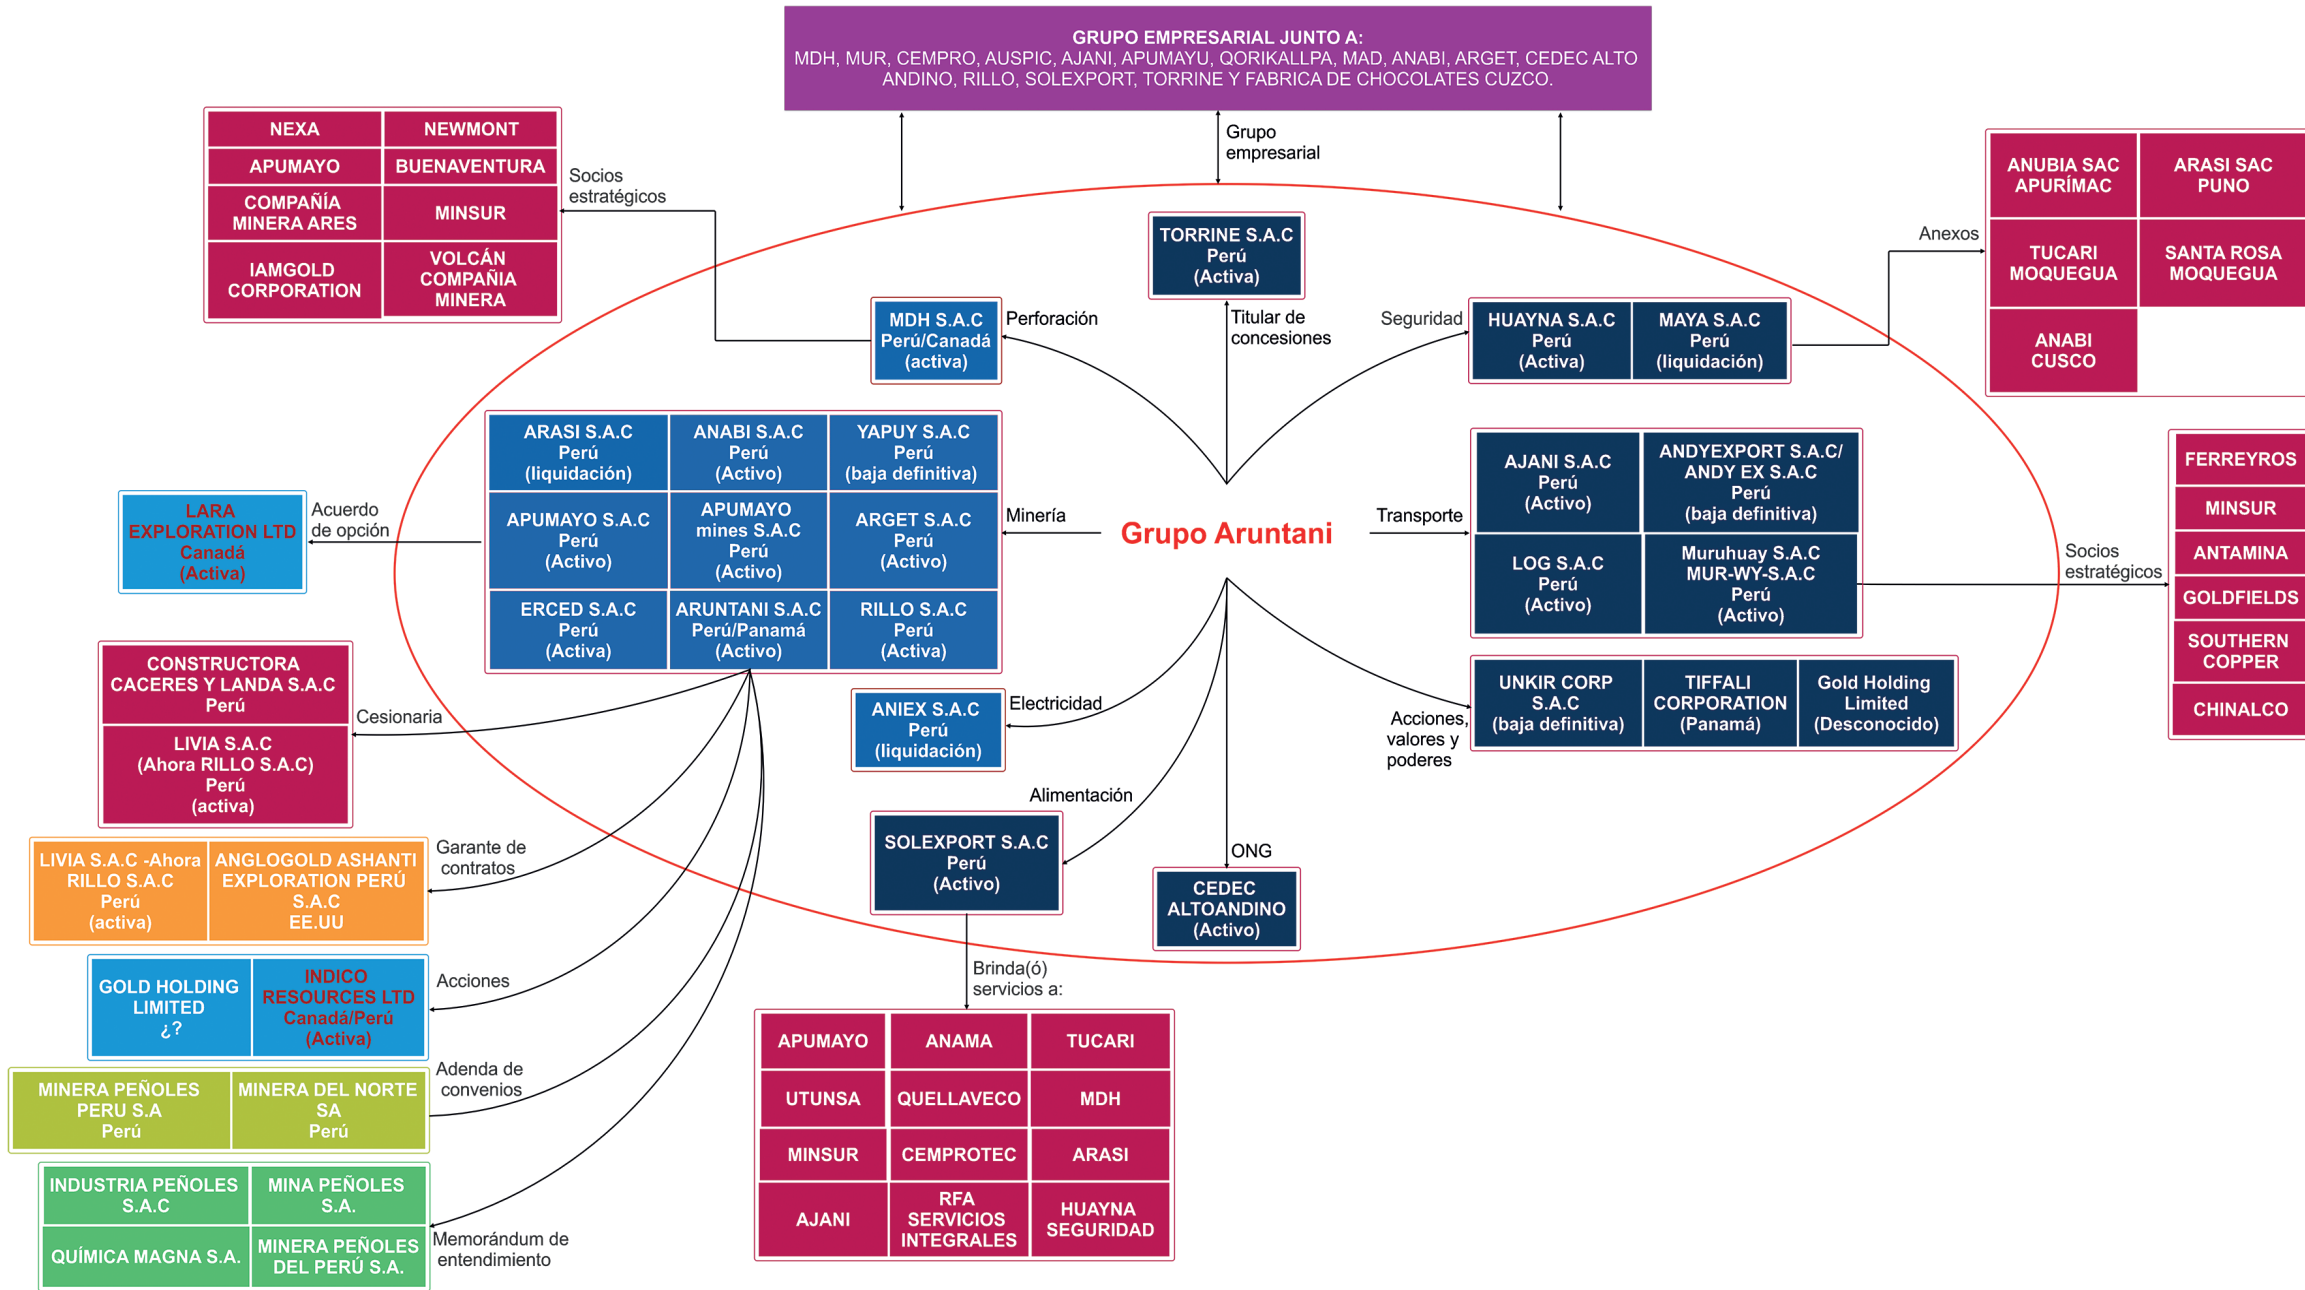 GRUPO EMPRESARIAL JUNTO A:
MDH, MUR, CEMPRO, AUSPIC, AJANI, APUMAYU, QORIKALLPA, MAD, ANABI, ARGET, CEDEC ALTO
ANDINO, RILLO, SOLEXPORT, TORRINE Y FABRICA DE CHOCOLATES CUZCO.
Grupo
empresarial
NEXA
NEWMONT
APUMAYO
BUENAVENTURA
COMPAÑÍA
MINERA ARES
MINSUR
IAMGOLD
CORPORATION
VOLCÁN
COMPAÑIA
MINERA
Socios
estratégicos
TORRINE S.A.C
Perú
(Activa)
Titular de
concesiones
MDH S.A.C
Perú/Canadá
(activa)
Perforación
Seguridad
HUAYNA S.A.C
Perú
(Activa)
MAYA S.A.C
Perú
(liquidación)
Anexos
ANUBIA SAC
APURÍMAC
ARASI SAC
PUNO
TUCARI
MOQUEGUA
SANTA ROSA
MOQUEGUA
ANABI
CUSCO
ARASI S.A.C
Perú
(liquidación)
ANABI S.A.C
Perú
(Activo)
YAPUY S.A.C
Perú
(baja definitiva)
APUMAYO S.A.C
Perú
(Activo)
APUMAYO
mines S.A.C
Perú
(Activo)
ARGET S.A.C
Perú
(Activo)
ERCED S.A.C
Perú
(Activa)
ARUNTANI S.A.C
Perú/Panamá
(Activo)
RILLO S.A.C
Perú
(Activa)
Minería
Grupo Aruntani
Transporte
AJANI S.A.C
Perú
(Activo)
ANDYEXPORT S.A.C/
ANDY EX S.A.C
Perú
(baja definitiva)
LOG S.A.C
Perú
(Activo)
Muruhuay S.A.C
MUR-WY-S.A.C
Perú
(Activo)
Socios
estratégicos
FERREYROS
MINSUR
ANTAMINA
GOLDFIELDS
SOUTHERN
COPPER
CHINALCO
LARA
EXPLORATION LTD
Canadá
(Activa)
Acuerdo
de opción
CONSTRUCTORA
CACERES Y LANDA S.A.C
Perú
LIVIA S.A.C
(Ahora RILLO S.A.C)
Perú
(activa)
Cesionaria
ANIEX S.A.C
Perú
(liquidación)
Electricidad
Acciones,
valores y
poderes
UNKIR CORP
S.A.C
(baja definitiva)
TIFFALI
CORPORATION
(Panamá)
Gold Holding
Limited
(Desconocido)
Alimentación
SOLEXPORT S.A.C
Perú
(Activo)
ONG
CEDEC
ALTOANDINO
(Activo)
LIVIA S.A.C -Ahora
RILLO S.A.C
Perú
(activa)
ANGLOGOLD ASHANTI
EXPLORATION PERÚ
S.A.C
EE.UU
Garante de
contratos
GOLD HOLDING
LIMITED
¿?
INDICO
RESOURCES LTD
Canadá/Perú
(Activa)
Acciones
MINERA PEÑOLES
PERU S.A
Perú
MINERA DEL NORTE
SA
Perú
Adenda de
convenios
INDUSTRIA PEÑOLES
S.A.C
MINA PEÑOLES
S.A.
QUÍMICA MAGNA S.A.
MINERA PEÑOLES
DEL PERÚ S.A.
Memorándum de
entendimiento
Brinda(ó)
servicios a:
APUMAYO
ANAMA
TUCARI
UTUNSA
QUELLAVECO
MDH
MINSUR
CEMPROTEC
ARASI
AJANI
RFA
SERVICIOS
INTEGRALES
HUAYNA
SEGURIDAD